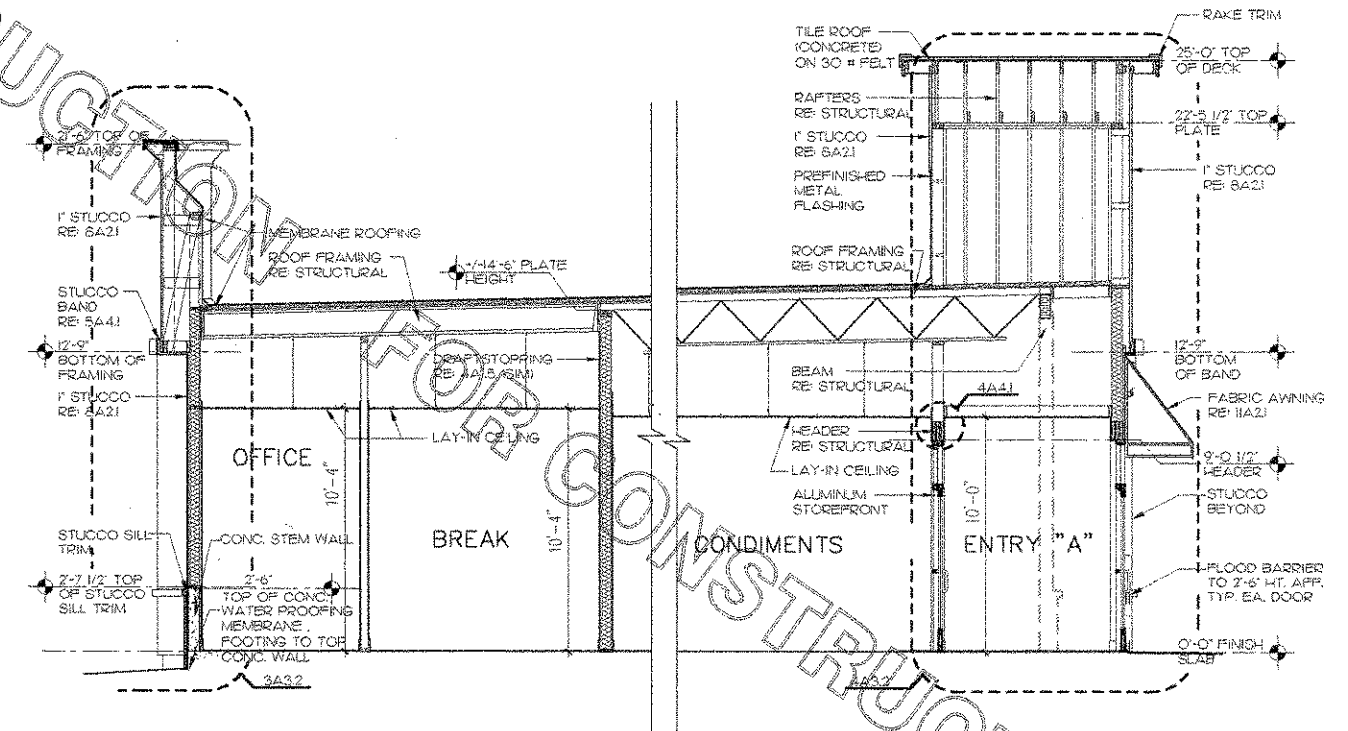 RAKE TRIM
TILE ROOF
(CONCRETE)
ON 30 # FELT
25'-0" TOP
OF DECK
RAFTERS
RE: STRUCTURAL
22'-5 1/2" TOP
PLATE
1" STUCCO
RE: 8A2.1
PREFINISHED
METAL
FLASHING
1" STUCCO
RE: 8A2.1
TOP OF
FRAMING
1" STUCCO
RE: 8A2.1
MEMBRANE ROOFING
ROOF FRAMING
RE: STRUCTURAL
+/-14'-6" PLATE
HEIGHT
ROOF FRAMING
RE: STRUCTURAL
STUCCO
BAND
RE: 5A4.1
12'-9"
BOTTOM OF
FRAMING
1" STUCCO
RE: 8A2.1
DRAFTSTOPPING
RE: 4A1.5 (SIM)
BEAM
RE: STRUCTURAL
4A4.1
12'-9"
BOTTOM
OF BAND
FABRIC AWNING
RE: 11A2.1
LAY-IN CEILING
HEADER
RE: STRUCTURAL
LAY-IN CEILING
9'-0 1/2"
HEADER
OFFICE
10'-4"
BREAK
10'-4"
CONDIMENTS
ALUMINUM
STOREFRONT
10'-0"
ENTRY "A"
STUCCO
BEYOND
STUCCO SILL
TRIM
CONC. STEM WALL
2'-7 1/2" TOP
OF STUCCO
SILL TRIM
2'-6"
TOP OF CONC.
WATER PROOFING
MEMBRANE
FOOTING TO TOP
CONC. WALL
FLOOD BARRIER
TO 2'-6" HT. AFF.
TYP. EA. DOOR
0'-0" FINISH
SLAB
3A3.2
4A3.2
FOR CONSTRUC
UCTION